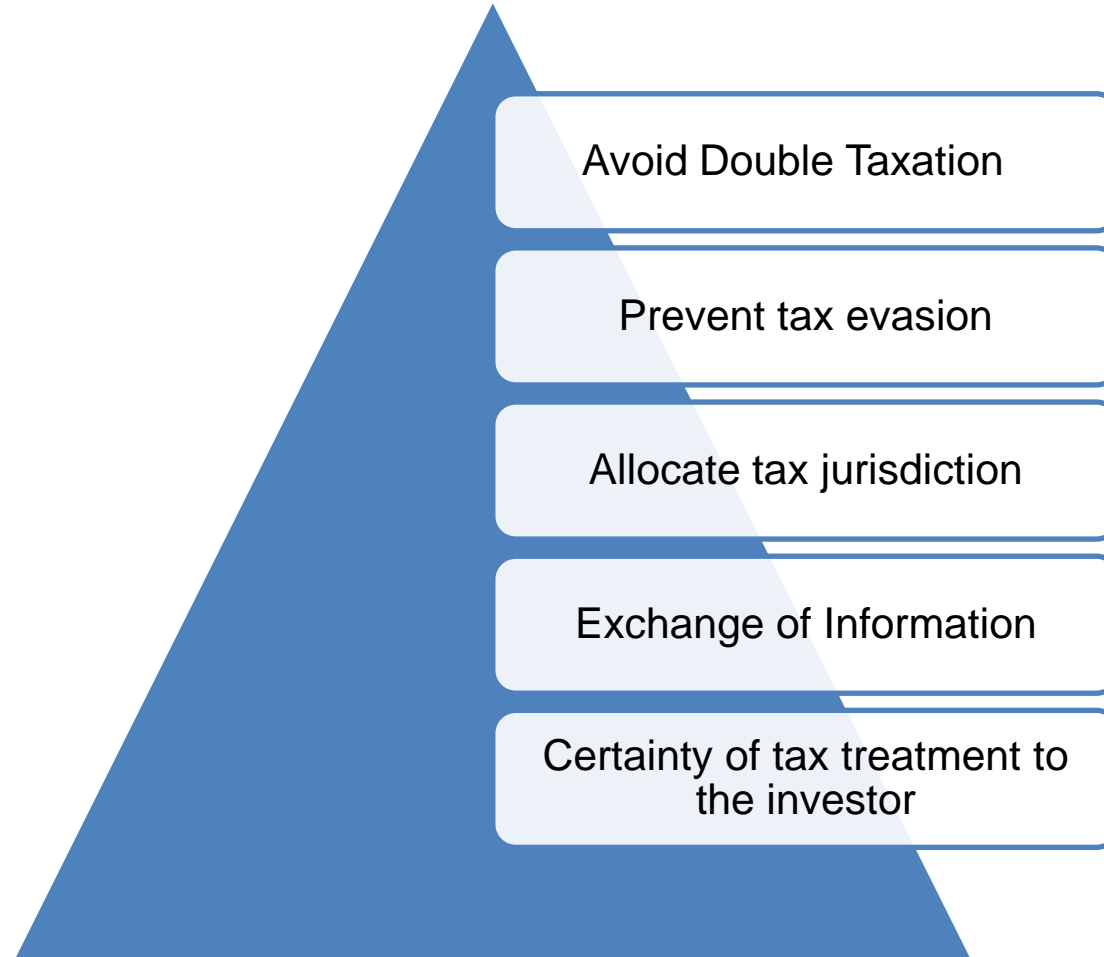 Avoid Double Taxation
Prevent tax evasion
Allocate tax jurisdiction
Exchange of Information
Certainty of tax treatment to
the investor